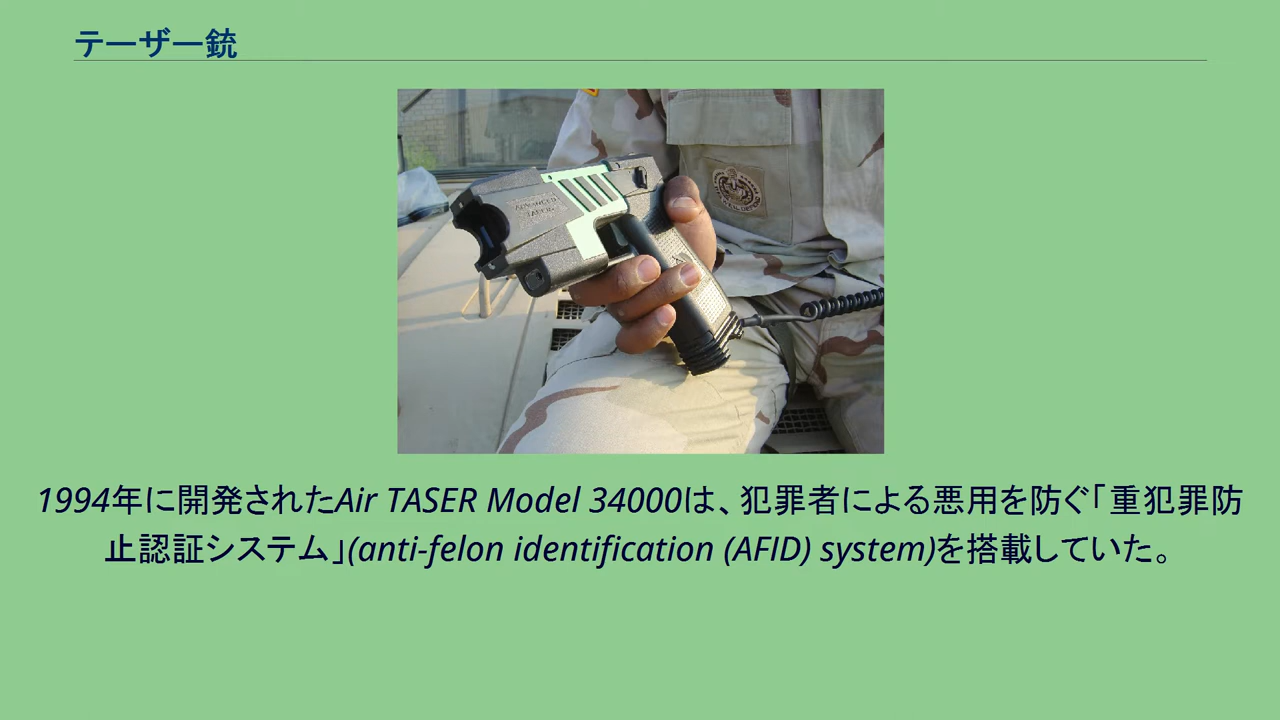 テーザー銃
ADVANCED
TASER
1994年に開発されたAir TASER Model 34000は、犯罪者による悪用を防ぐ「重犯罪防
止認証システム」(anti-felon identification (AFID) system)を搭載していた。